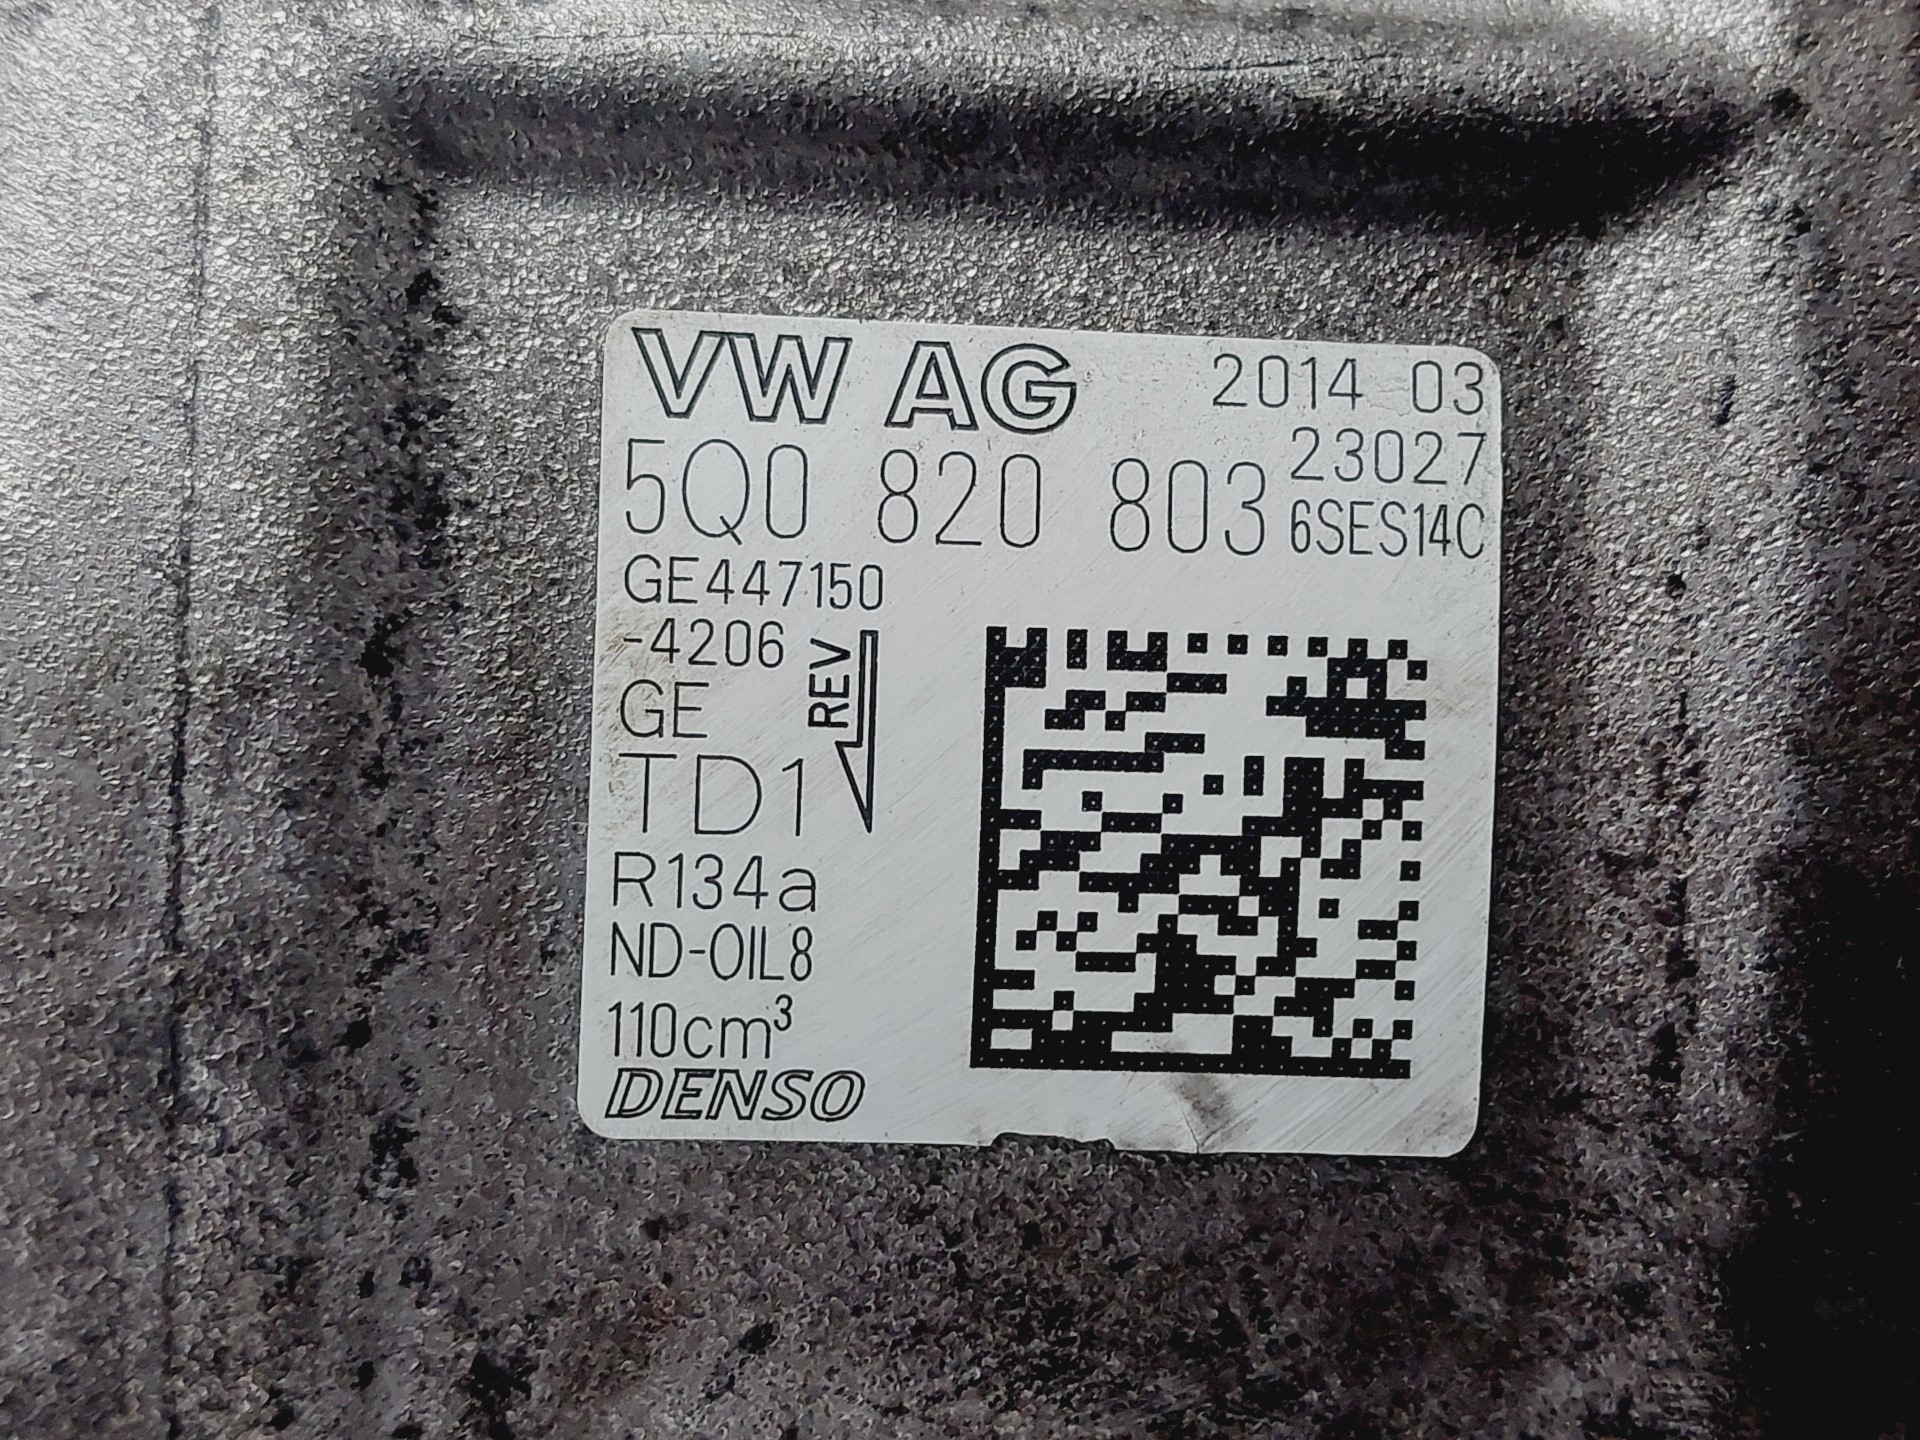 VW AG 2014 03
5Q0 820 803 23027
6SES14C
GE447150
-4206
REV
GE
TD1
R134a
ND-OIL8
110cm³
DENSO